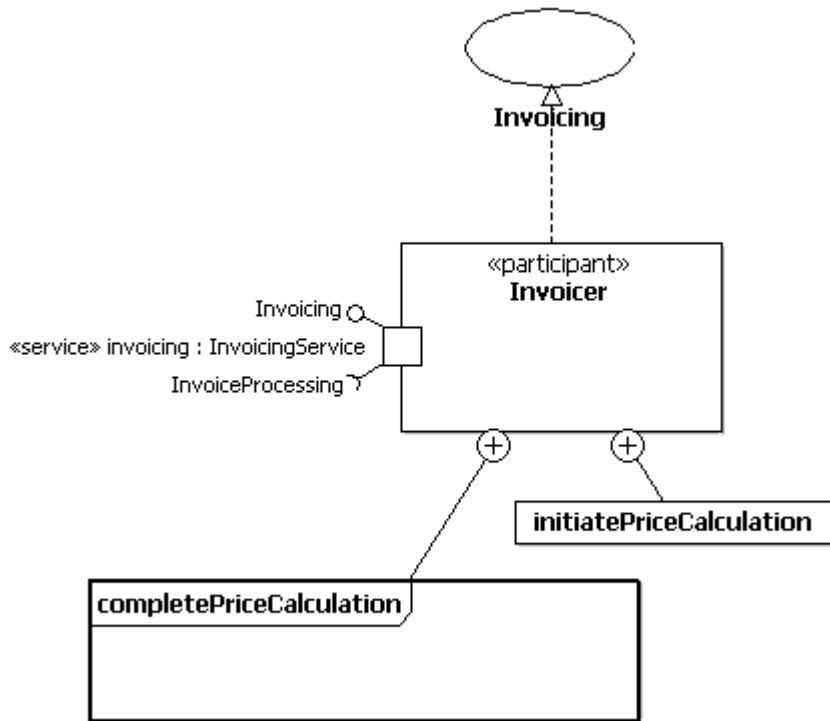 Invoicing
«participant»
Invoicer
Invoicing
«service» invoicing : InvoicingService
InvoiceProcessing
initiatePriceCalculation
completePriceCalculation